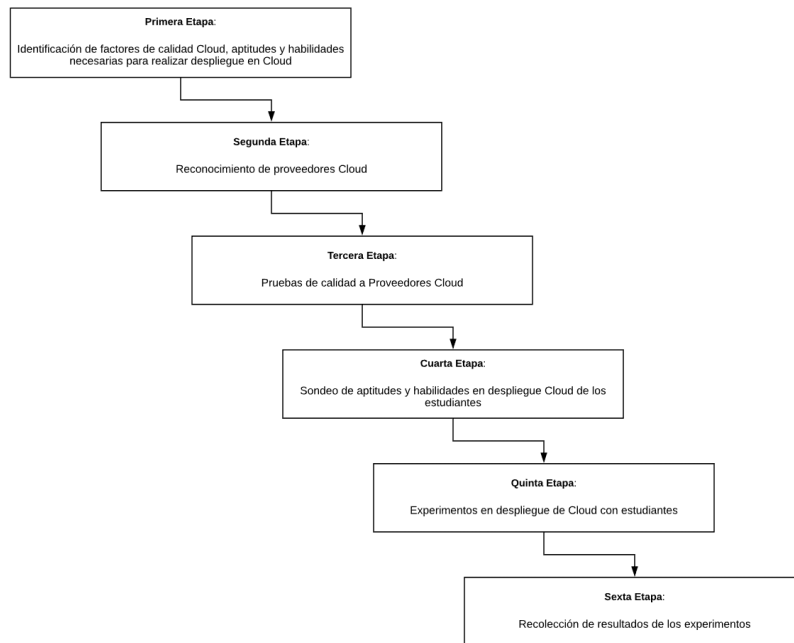 Primera Etapa:
Identificación de factores de calidad Cloud, aptitudes y habilidades
necesarias para realizar despliegue en Cloud
Segunda Etapa:
Reconocimiento de proveedores Cloud
Tercera Etapa:
Pruebas de calidad a Proveedores Cloud
Cuarta Etapa:
Sondeo de aptitudes y habilidades en despliegue Cloud de los
estudiantes
Quinta Etapa:
Experimentos en despliegue de Cloud con estudiantes
Sexta Etapa:
Recolección de resultados de los experimentos